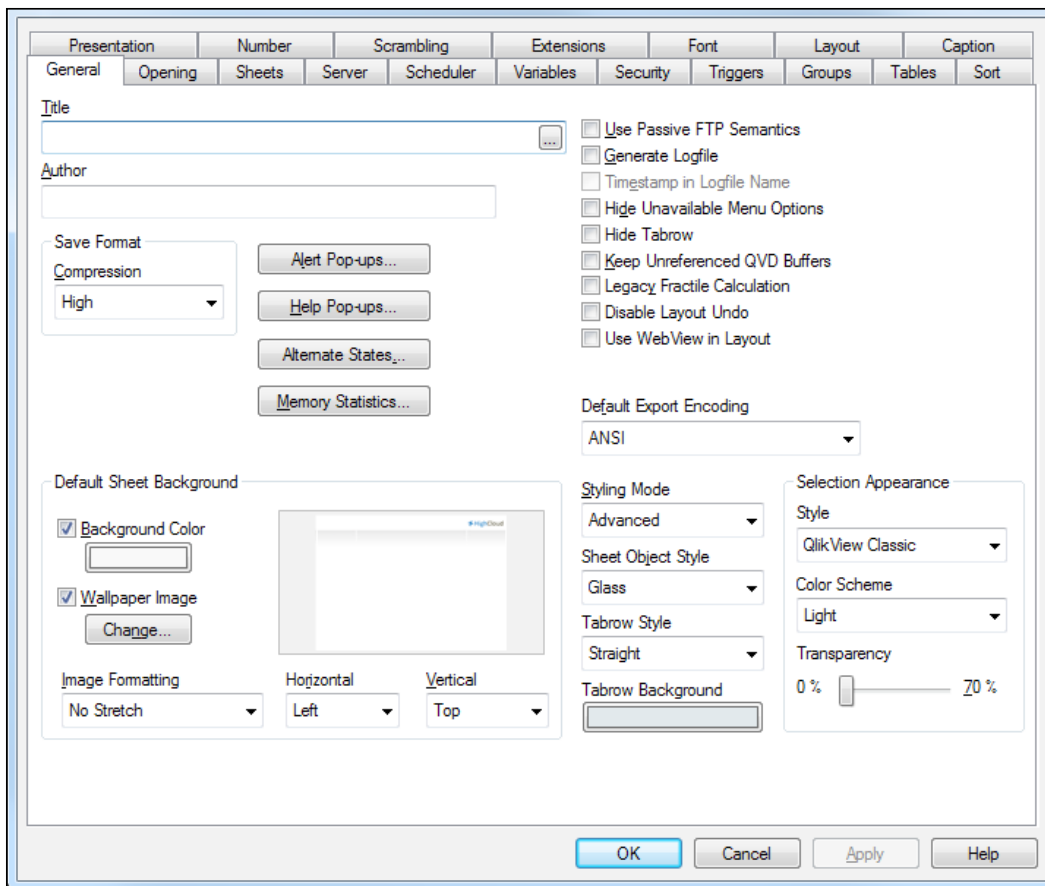 Presentation Number Scrambling Extensions Font Layout Caption
General Opening Sheets Server Scheduler Variables Security Triggers Groups Tables Sort
Title
...
Author
Save Format
Compression
High
Alert Pop-ups...
Help Pop-ups...
Alternate States...
Memory Statistics...
Use Passive FTP Semantics
Generate Logfile
Timestamp in Logfile Name
Hide Unavailable Menu Options
Hide Tabrow
Keep Unreferenced QVD Buffers
Legacy Fractile Calculation
Disable Layout Undo
Use WebView in Layout
Default Export Encoding
ANSI
Default Sheet Background
Background Color
Wallpaper Image
Change...
HighCloud
Image Formatting
No Stretch
Horizontal
Left
Vertical
Top
Styling Mode
Advanced
Sheet Object Style
Glass
Tabrow Style
Straight
Tabrow Background
Selection Appearance
Style
QlikView Classic
Color Scheme
Light
Transparency
0 % 70 %
OK Cancel Apply Help